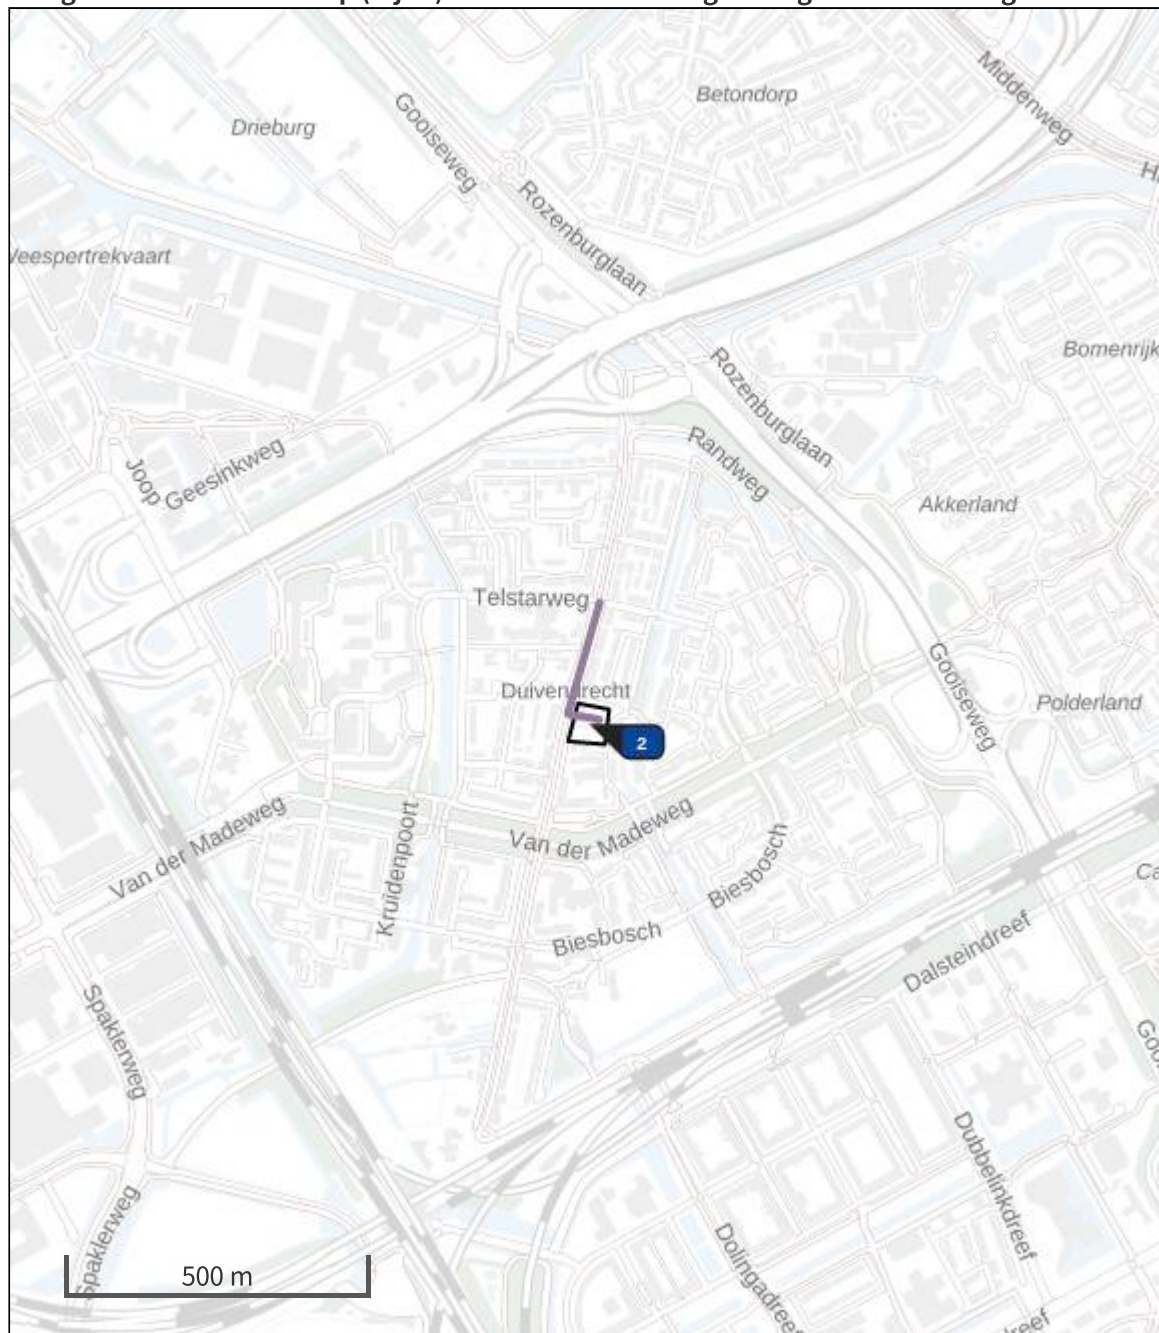 Betondorp
Middenweg
Gooiseweg
Drieburg
Rozenburglaan
Rozenburglaan
Bomenrijk
Randweg
Joop
Geesinkweg
Akkerland
Telstarweg
Gooiseweg
Polderland
2
Van der Madeweg
Van der Madeweg
Kruidenpoort
Biesbosch
Biesbosch
Dalsteindreef
Spaklerweg
Dubbelinkdreef
Spaklerweg
Dolingadreef
500 m